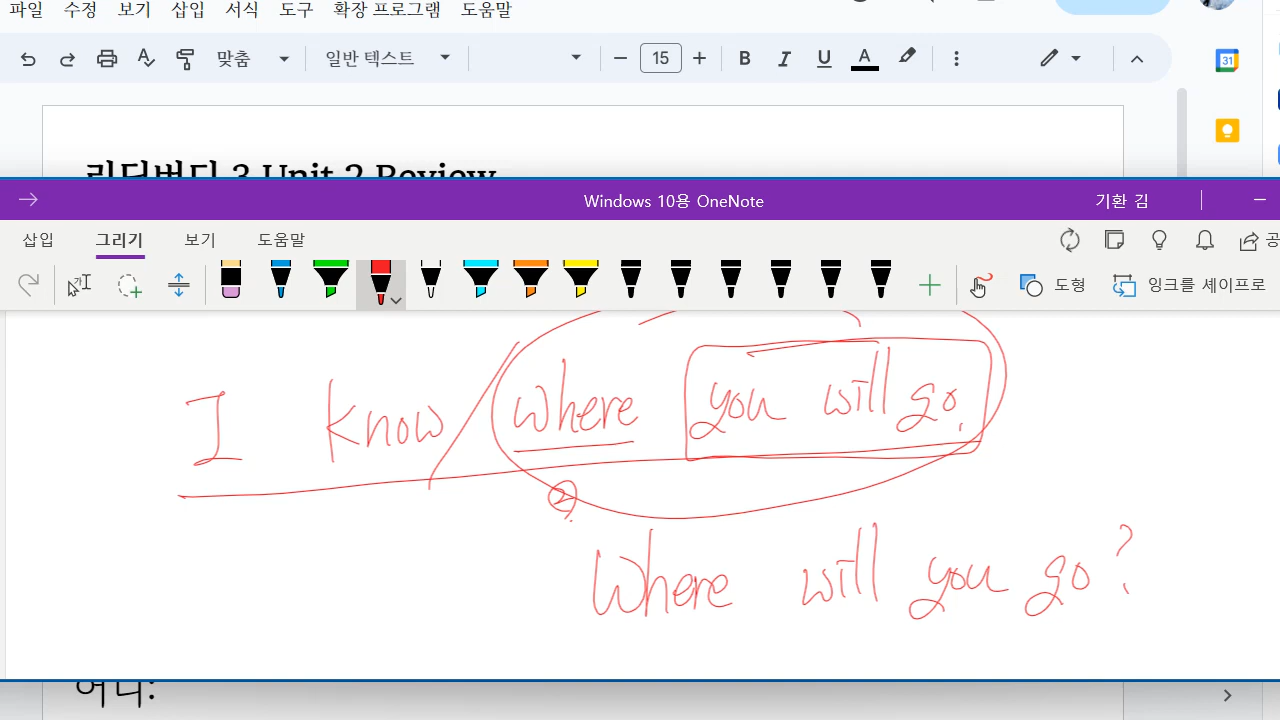 파일 수정 보기 삽입 서식 도구 확장 프로그램 도움말
맞춤 일반 텍스트 15 B I U A
31
리딩버디 3 Unit 2 Review
Windows 10용 OneNote 기환 김
삽입 그리기 보기 도움말 공
도형 잉크를 셰이프로
I know where you will go.
②
Where will you go?